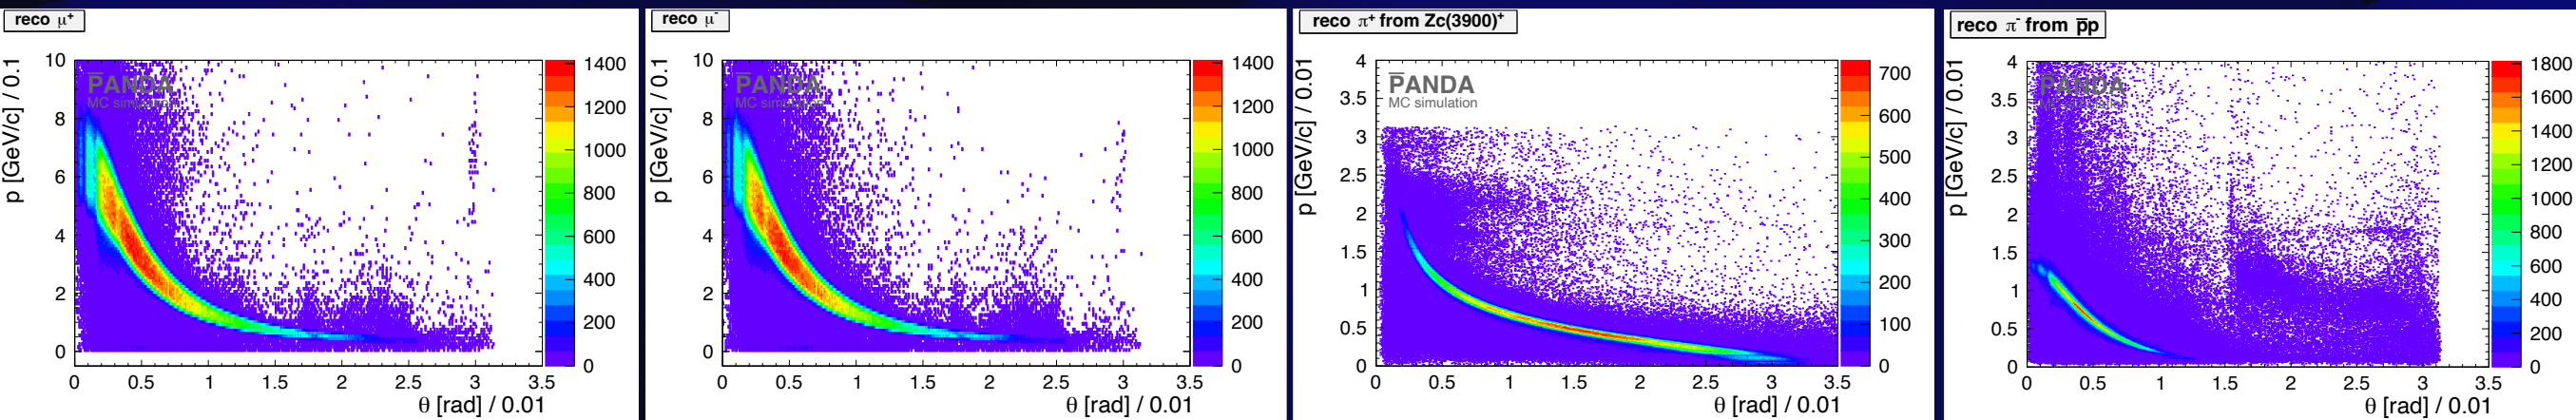 reco μ⁺
p [GeV/c] / 0.1
10
8
6
4
2
0
P̅ANDA
MC simulation
0 0.5 1 1.5 2 2.5 3 3.5
θ [rad] / 0.01
1400
1200
1000
800
600
400
200
0
reco μ⁻
p [GeV/c] / 0.1
10
8
6
4
2
0
P̅ANDA
MC simulation
0 0.5 1 1.5 2 2.5 3 3.5
θ [rad] / 0.01
1400
1200
1000
800
600
400
200
0
reco π⁺ from Zc(3900)⁺
p [GeV/c] / 0.01
4
3.5
3
2.5
2
1.5
1
0.5
0
P̅ANDA
MC simulation
0 0.5 1 1.5 2 2.5 3 3.5
θ [rad] / 0.01
700
600
500
400
300
200
100
0
reco π⁻ from p̅p
p [GeV/c] / 0.01
4
3.5
3
2.5
2
1.5
1
0.5
0
P̅ANDA
MC simulation
0 0.5 1 1.5 2 2.5 3 3.5
θ [rad] / 0.01
1800
1600
1400
1200
1000
800
600
400
200
0